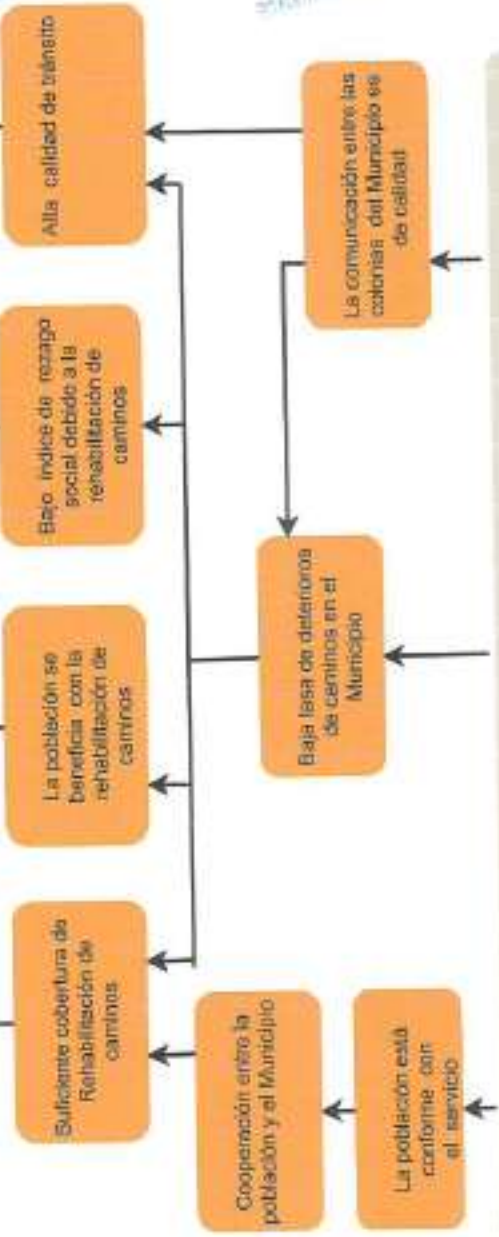 Suficiente cobertura de
Rehabilitación de
caminos
La población se
beneficia con la
rehabilitación de
caminos
Bajo índice de rezago
social debido a la
rehabilitación de
caminos
Alta calidad de tránsito
Cooperación entre la
población y el Municipio
Baja tasa de deterioros
de caminos en el
Municipio
La comunicación entre las
colonias del Municipio es
de calidad
La población está
conforme con
el servicio